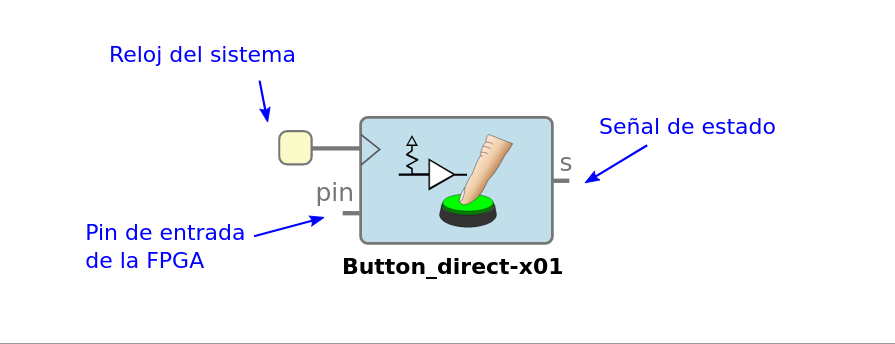 Reloj del sistema
Señal de estado
s
pin
Pin de entrada
de la FPGA
Button_direct-x01